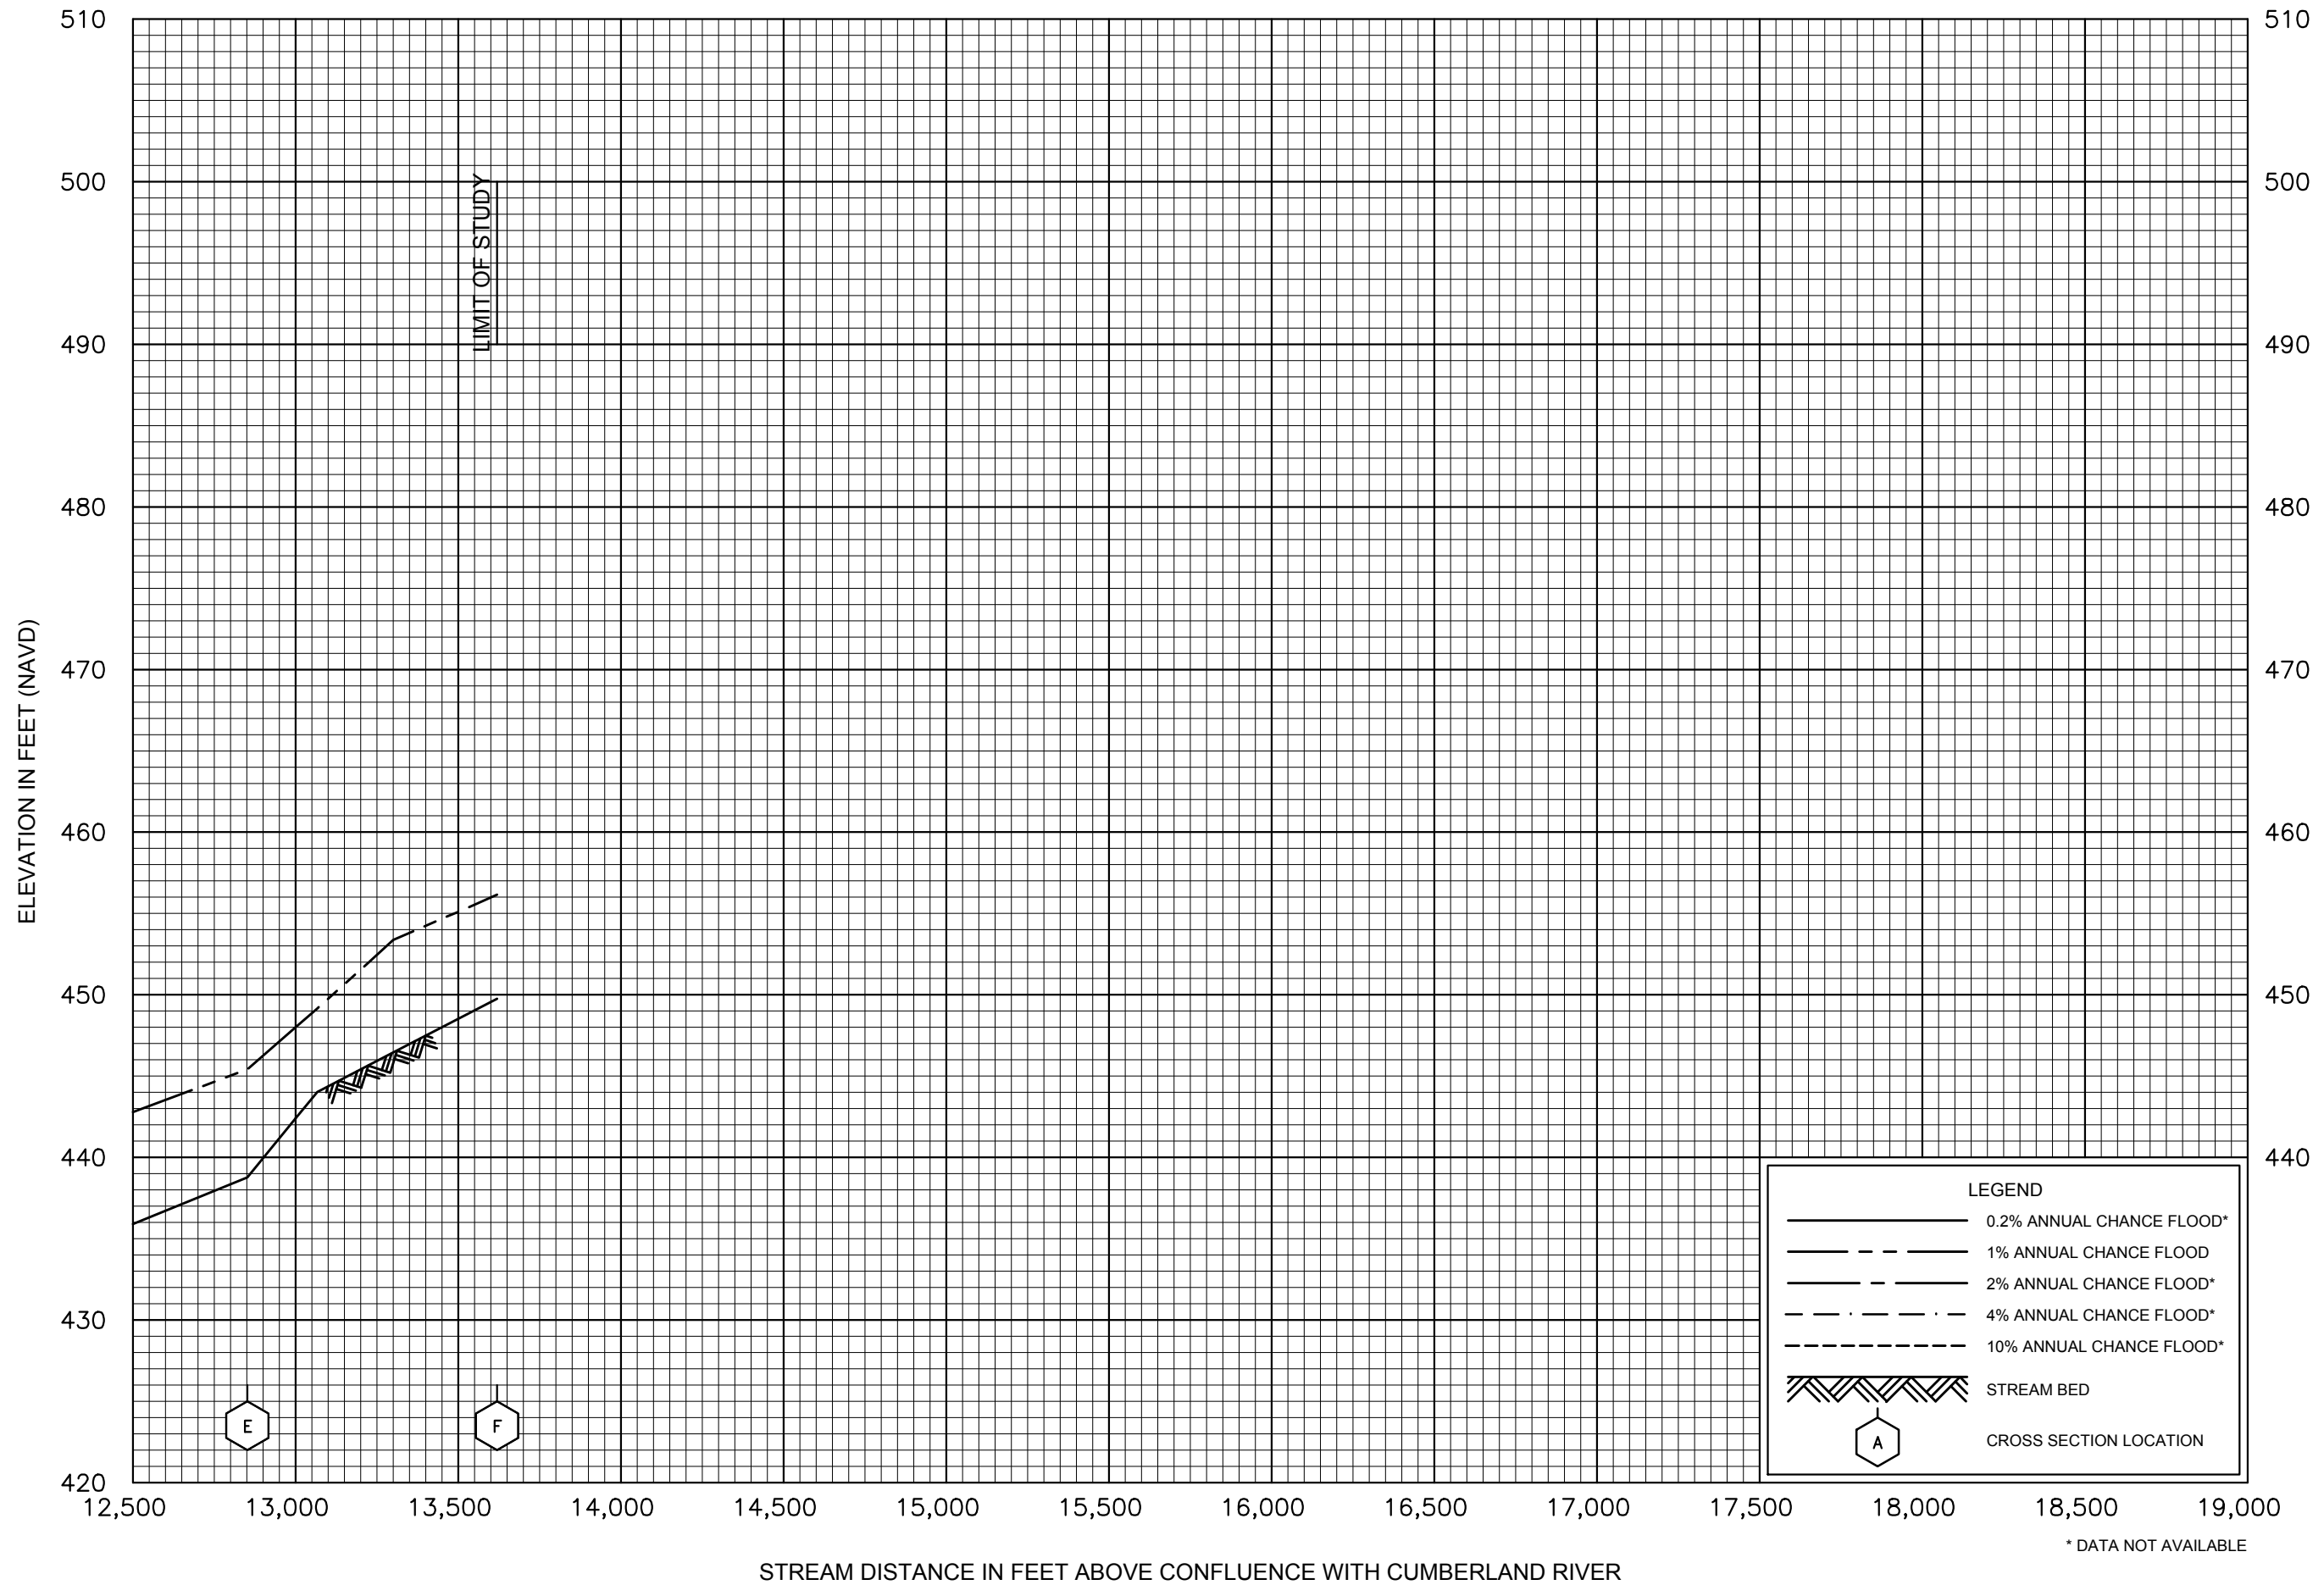 510
500
490
480
470
460
450
440
430
420
ELEVATION IN FEET (NAVD)
LIMIT OF STUDY
E
F
510
500
490
480
470
460
450
440
LEGEND
0.2% ANNUAL CHANCE FLOOD*
1% ANNUAL CHANCE FLOOD
2% ANNUAL CHANCE FLOOD*
4% ANNUAL CHANCE FLOOD*
10% ANNUAL CHANCE FLOOD*
STREAM BED
A CROSS SECTION LOCATION
12,500 13,000 13,500 14,000 14,500 15,000 15,500 16,000 16,500 17,000 17,500 18,000 18,500 19,000
* DATA NOT AVAILABLE
STREAM DISTANCE IN FEET ABOVE CONFLUENCE WITH CUMBERLAND RIVER